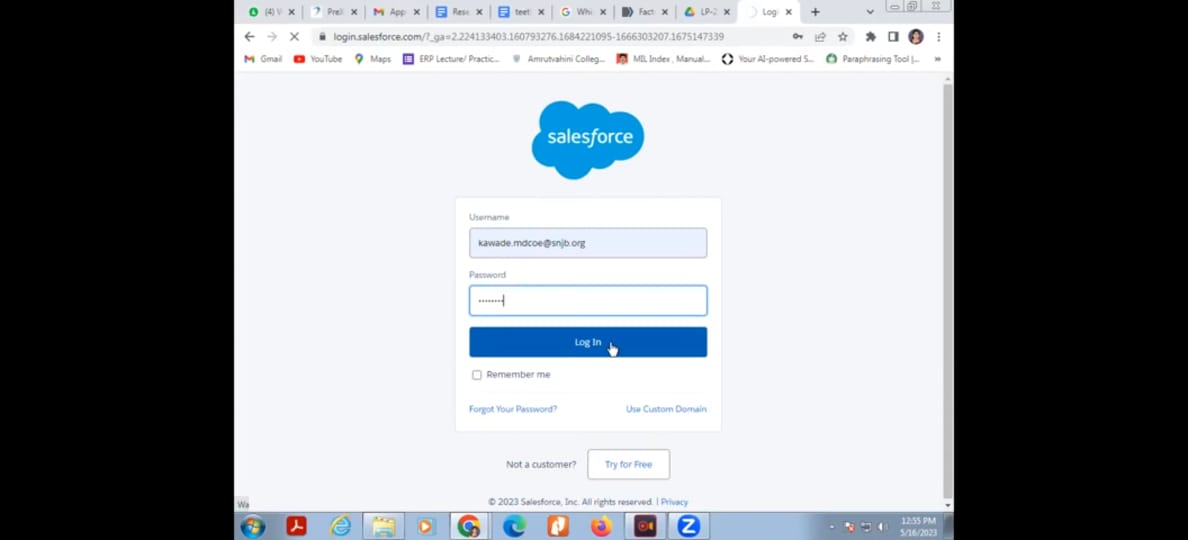 (4) V
PreX
App
Rese
teet
Whi
Fact
LP-2
Logi
login.salesforce.com/?_ga=2.224133403.160793276.1684221095-1666303207.1675147339
Gmail
YouTube
Maps
ERP Lecture/ Practic...
Amrutvahini Colleg...
MIL Index , Manual...
Your AI-powered S...
Paraphrasing Tool |...
»
salesforce
Username
kawade.mdcoe@snjb.org
Password
Log In
Remember me
Forgot Your Password?
Use Custom Domain
Not a customer?
Try for Free
© 2023 Salesforce, Inc. All rights reserved. | Privacy
Wa
12:55 PM
5/16/2023